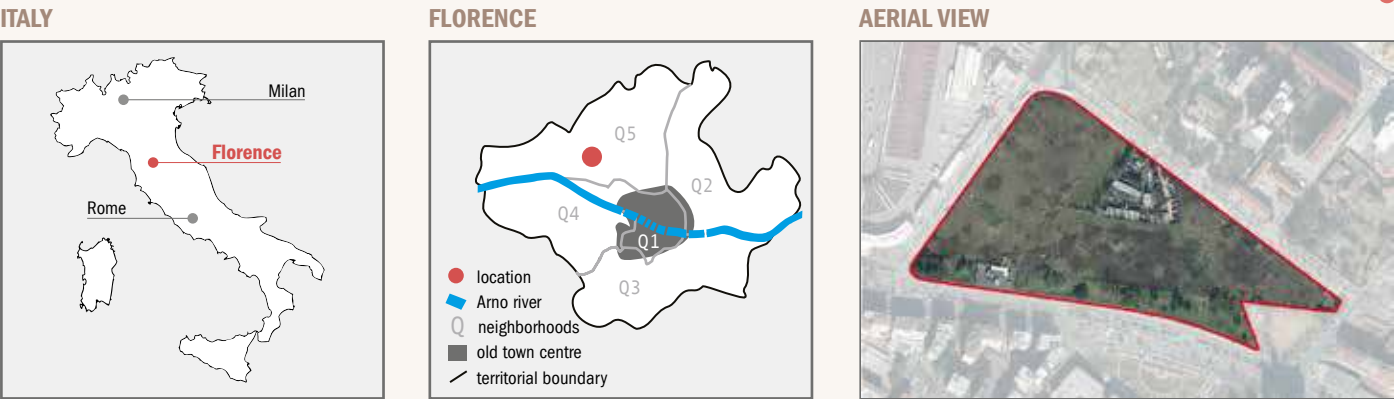 ITALY
Milan
Florence
Rome
FLORENCE
Q5
Q2
Q4
Q1
Q3
location
Arno river
Q neighborhoods
old town centre
territorial boundary
AERIAL VIEW